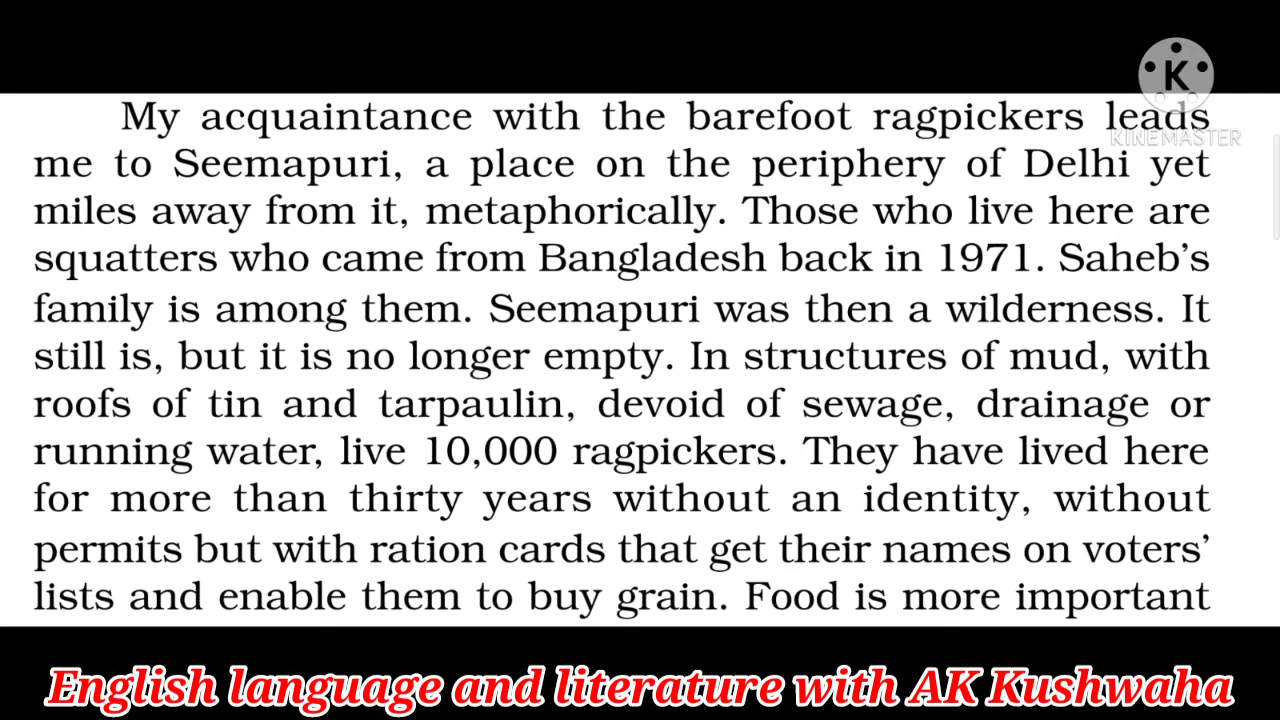 K
KINEMASTER
My acquaintance with the barefoot ragpickers leads
me to Seemapuri, a place on the periphery of Delhi yet
miles away from it, metaphorically. Those who live here are
squatters who came from Bangladesh back in 1971. Saheb's
family is among them. Seemapuri was then a wilderness. It
still is, but it is no longer empty. In structures of mud, with
roofs of tin and tarpaulin, devoid of sewage, drainage or
running water, live 10,000 ragpickers. They have lived here
for more than thirty years without an identity, without
permits but with ration cards that get their names on voters'
lists and enable them to buy grain. Food is more important
English language and literature with AK Kushwaha